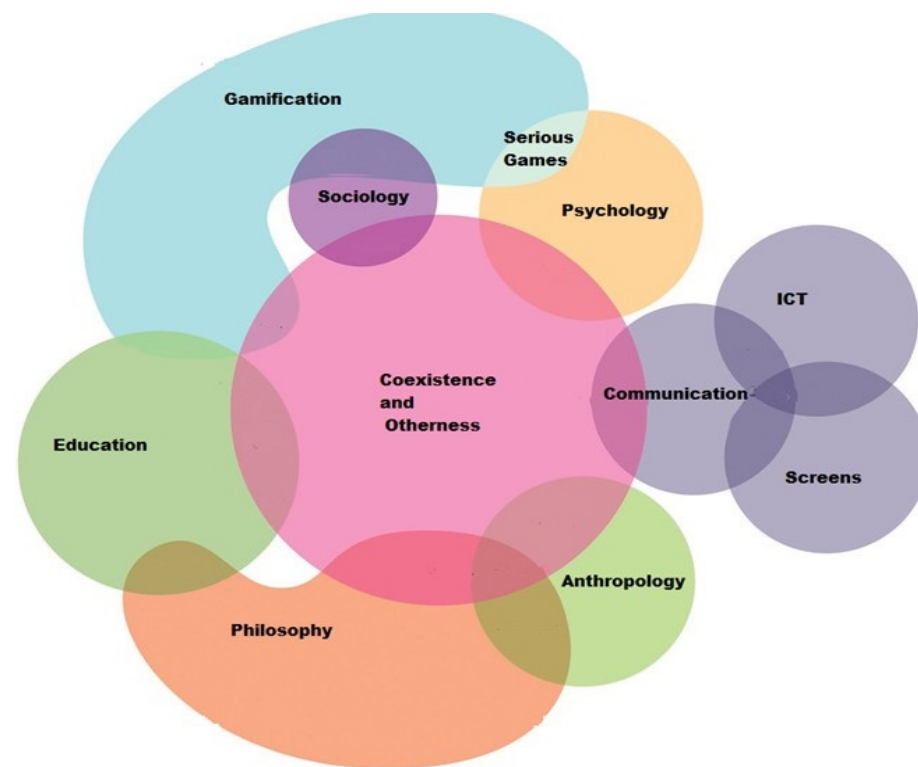 Gamification
Serious
Games
Sociology
Psychology
ICT
Coexistence
and
Otherness
Communication
Education
Screens
Anthropology
Philosophy